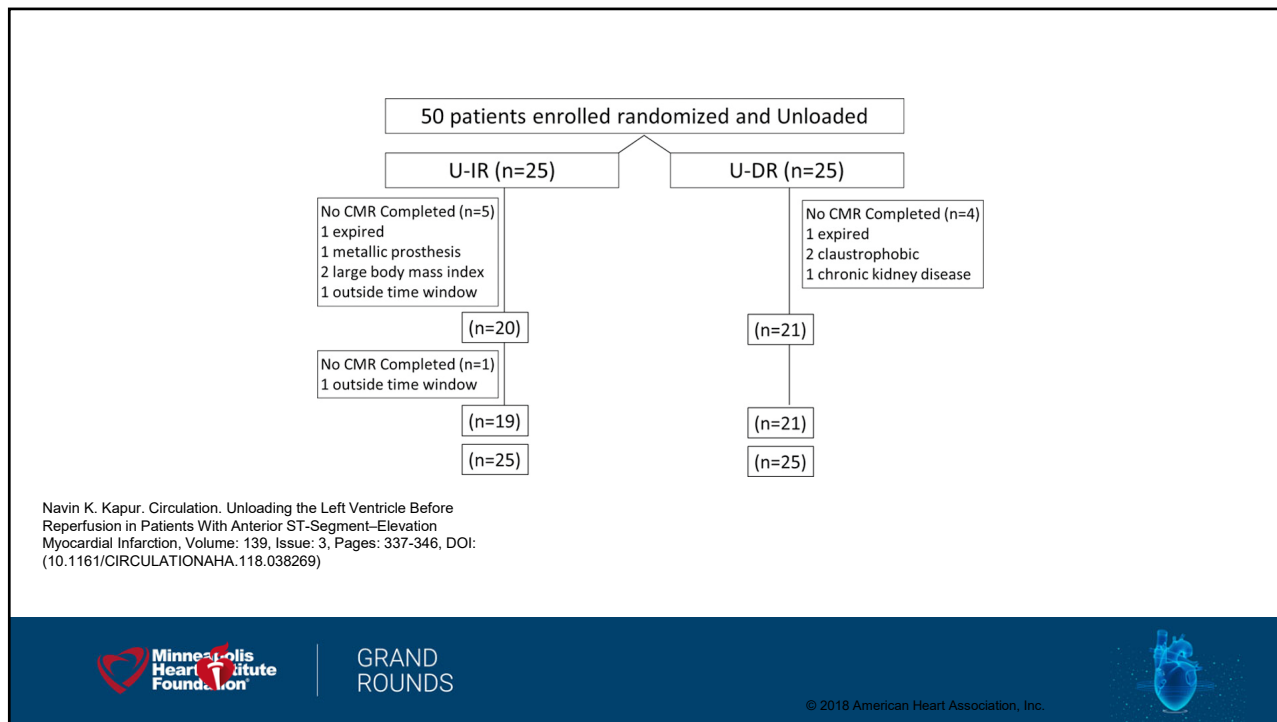 50 patients enrolled randomized and Unloaded
U-IR (n=25)
U-DR (n=25)
No CMR Completed (n=5)
1 expired
1 metallic prosthesis
2 large body mass index
1 outside time window
No CMR Completed (n=4)
1 expired
2 claustrophobic
1 chronic kidney disease
(n=20)
(n=21)
No CMR Completed (n=1)
1 outside time window
(n=19)
(n=21)
(n=25)
(n=25)
Navin K. Kapur. Circulation. Unloading the Left Ventricle Before
Reperfusion in Patients With Anterior ST-Segment–Elevation
Myocardial Infarction, Volume: 139, Issue: 3, Pages: 337-346, DOI:
(10.1161/CIRCULATIONAHA.118.038269)
Minneapolis
Heart Institute
Foundation®
GRAND
ROUNDS
© 2018 American Heart Association, Inc.